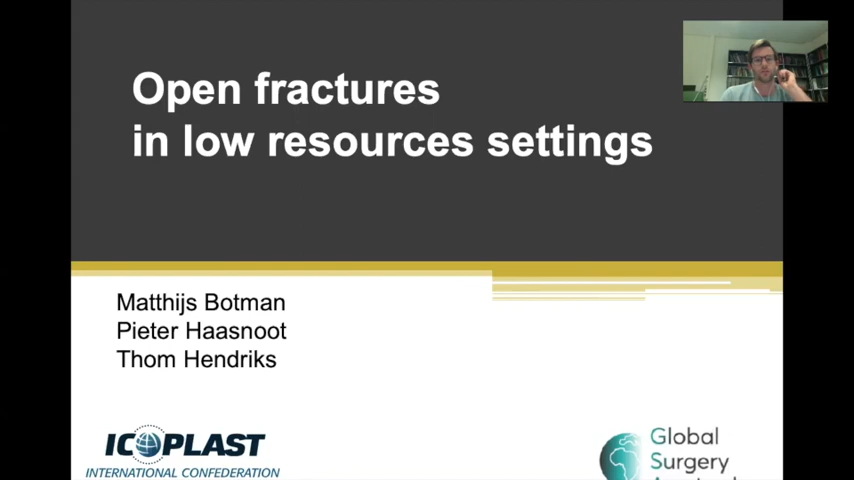 Open fractures
in low resources settings
Matthijs Botman
Pieter Haasnoot
Thom Hendriks
ICOPLAST
INTERNATIONAL CONFEDERATION
Global
Surgery